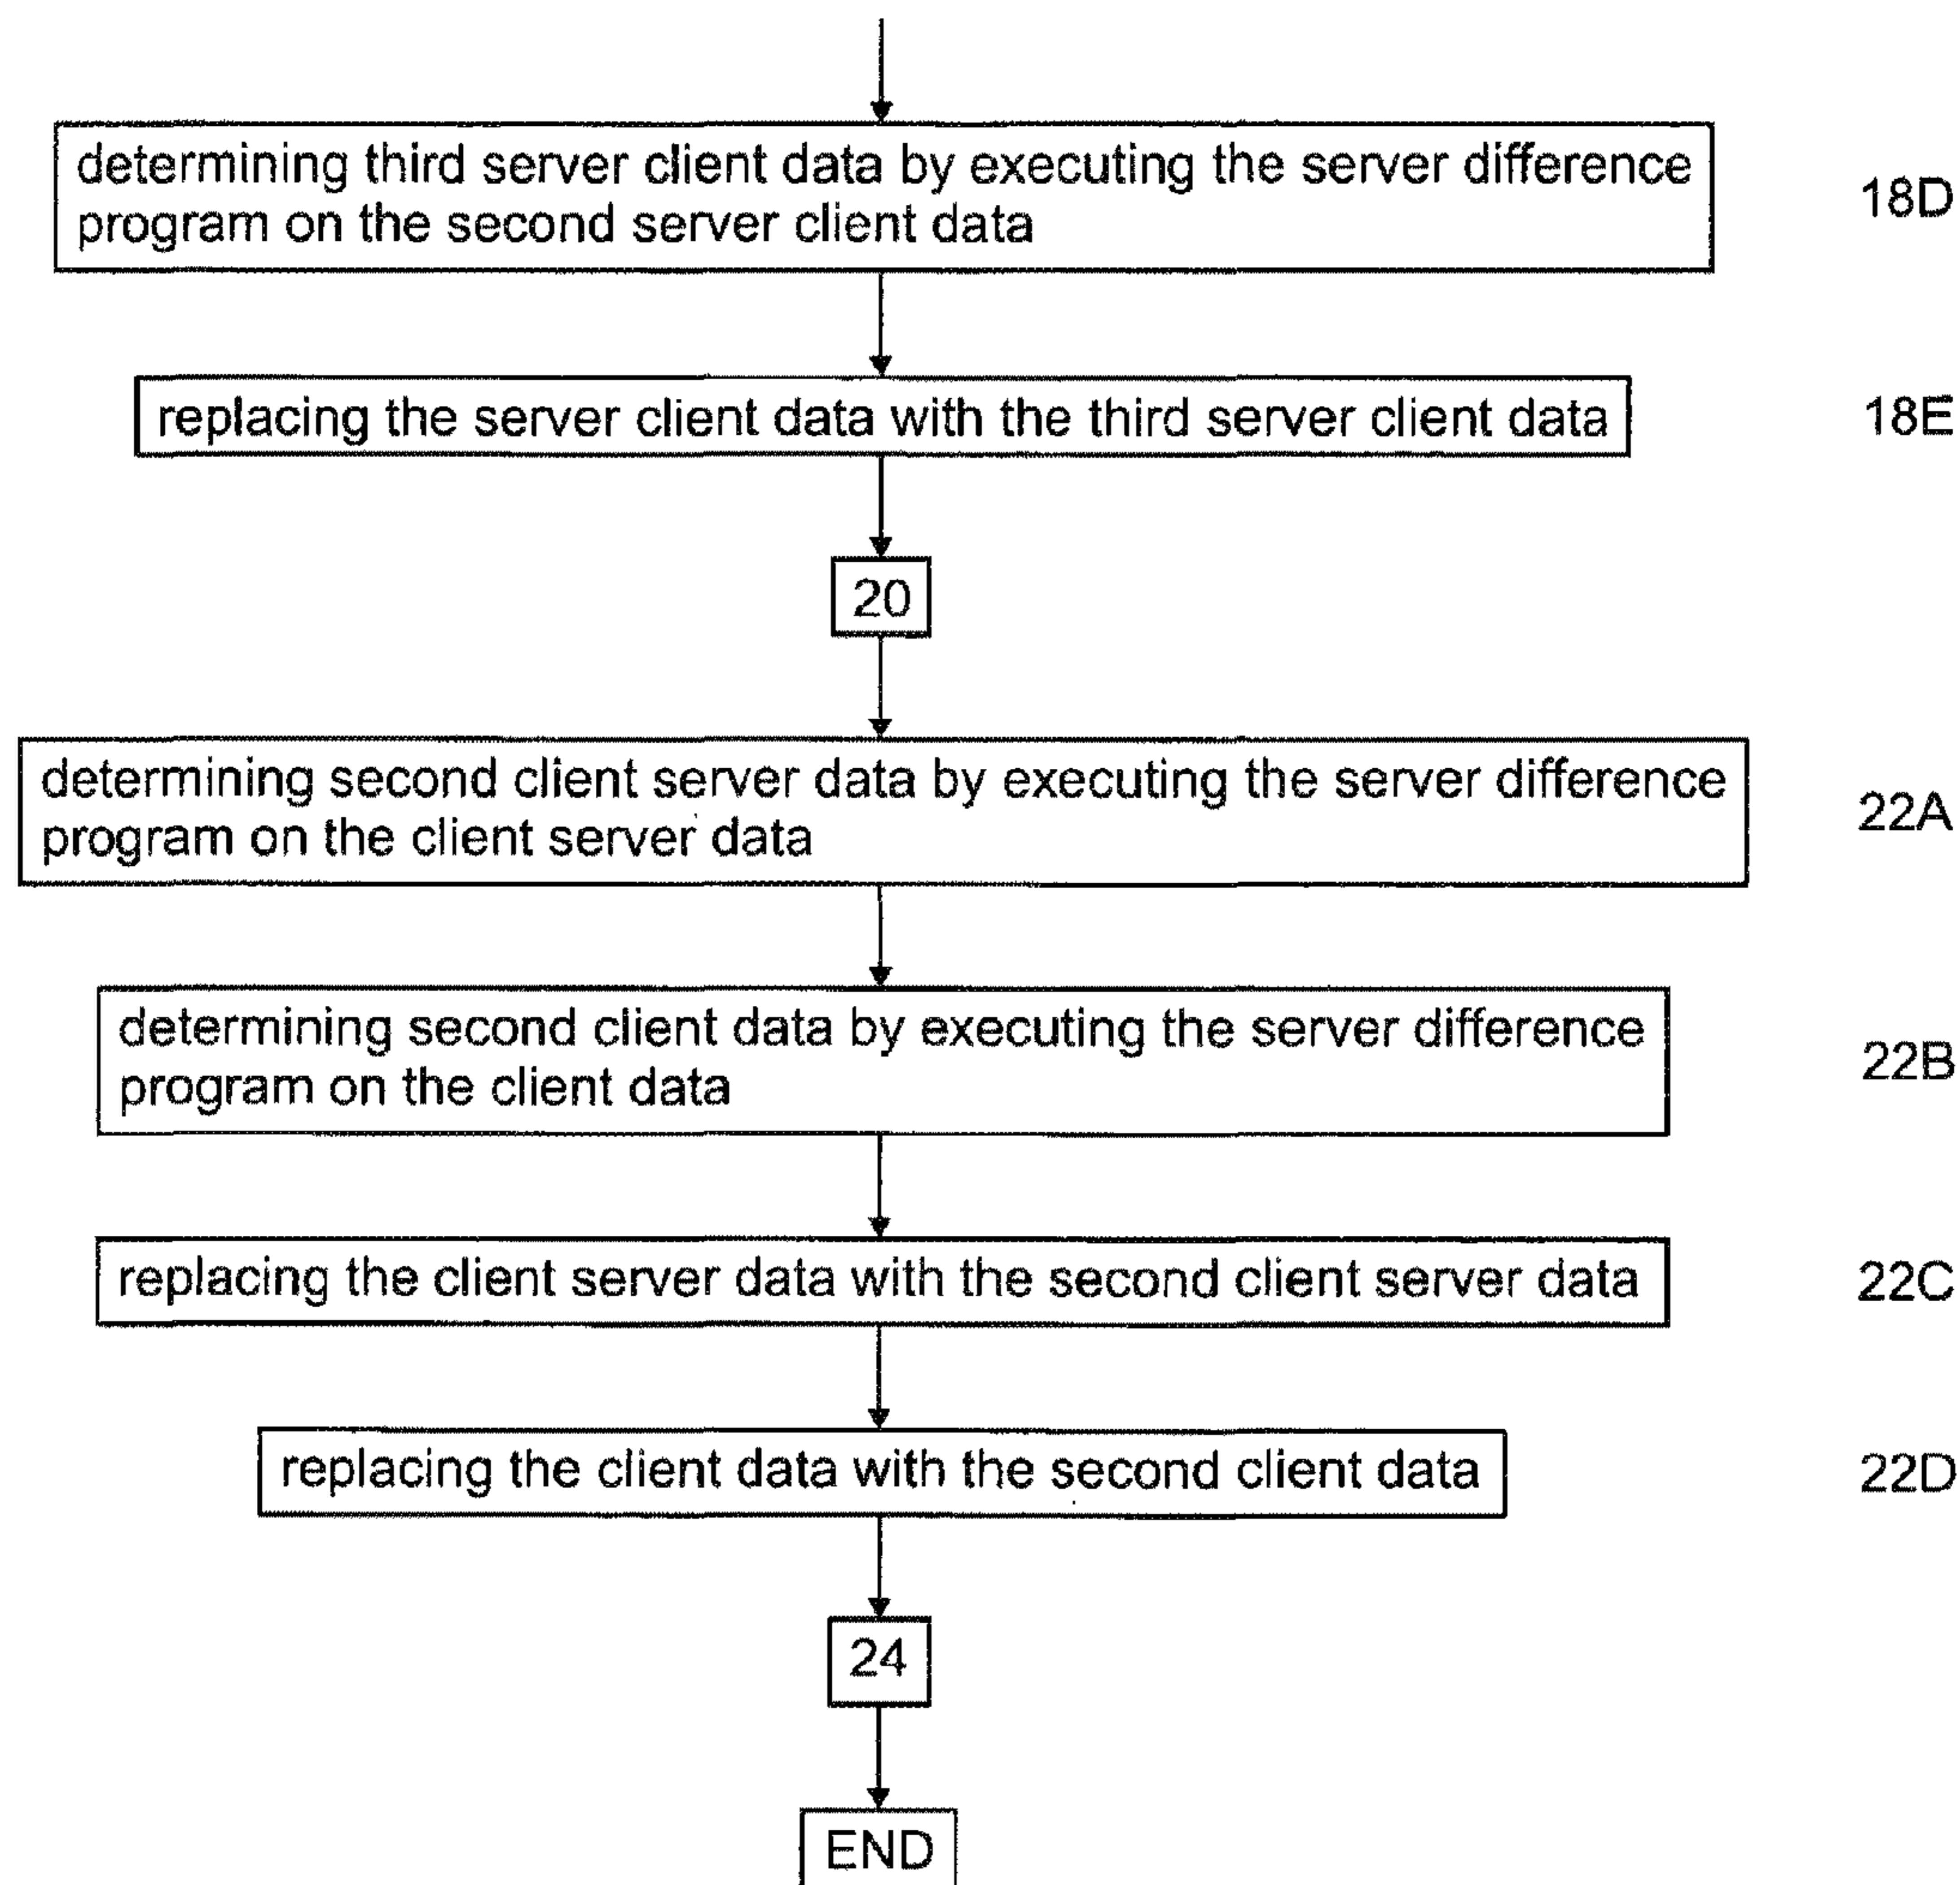 determining third server client data by executing the server difference
program on the second server client data
18D
replacing the server client data with the third server client data
18E
20
determining second client server data by executing the server difference
program on the client server data
22A
determining second client data by executing the server difference
program on the client data
22B
replacing the client server data with the second client server data
22C
replacing the client data with the second client data
22D
24
END